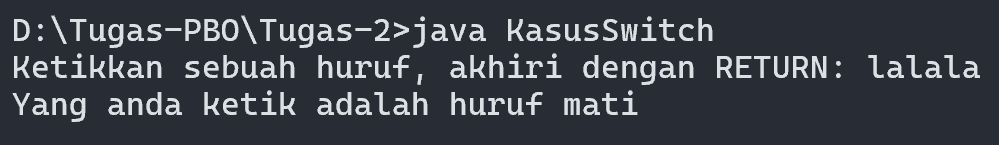 D:\Tugas-PBO\Tugas-2>java KasusSwitch
Ketikkan sebuah huruf, akhiri dengan RETURN: lalala
Yang anda ketik adalah huruf mati